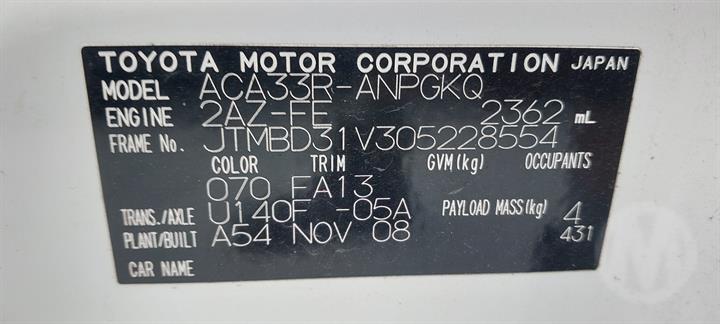 TOYOTA MOTOR CORPORATION JAPAN
MODEL ACA33R-ANPGKQ
ENGINE 2AZ-FE 2362 mL
FRAME No. JTMBD31V305228554
COLOR TRIM GVM(kg) OCCUPANTS
070 FA13
TRANS./AXLE U140F -05A PAYLOAD MASS(kg) 4
PLANT/BUILT A54 NOV 08 431
CAR NAME
M